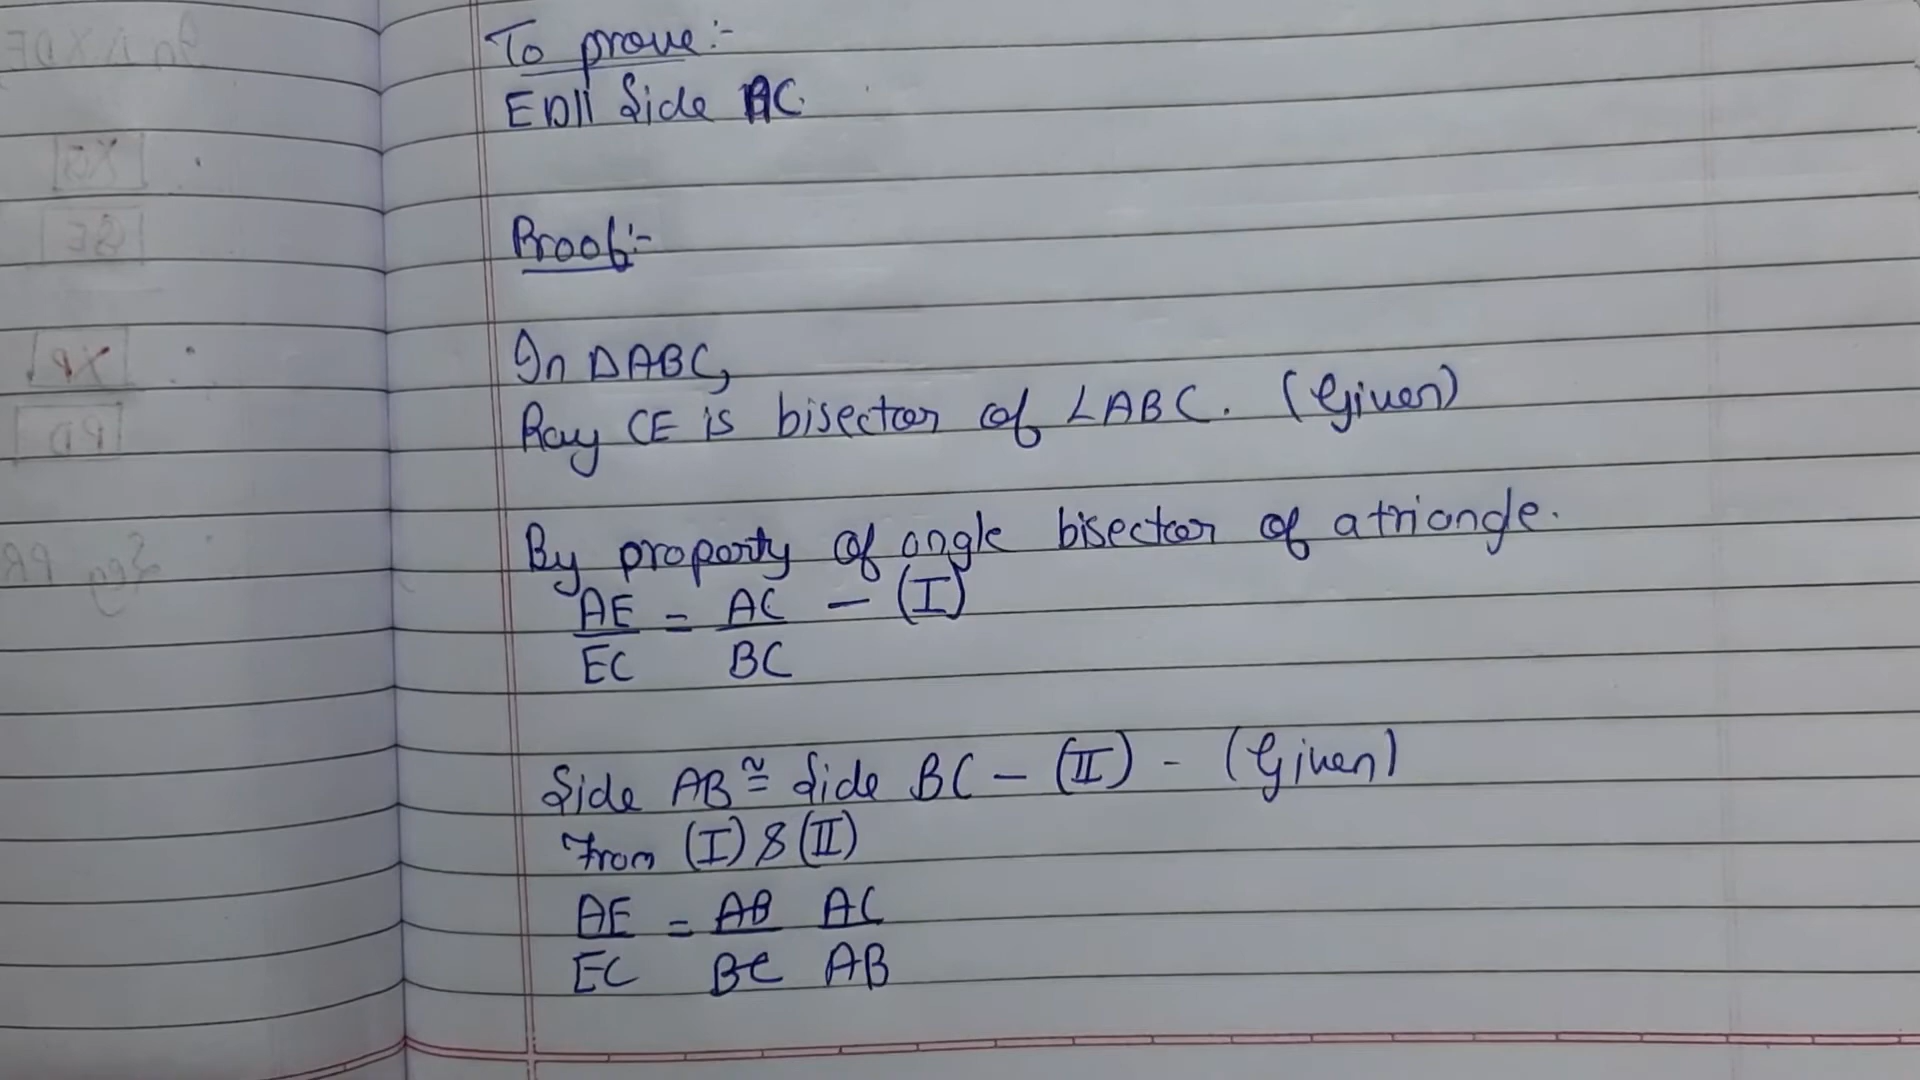 To prove:-
ED|| Side AC.
Proof:-
In ΔABC,
Ray CE is bisector of ∠ABC. (Given)
By property of angle bisector of a triangle.
AE = AC - (I)
EC BC
Side AB ≅ Side BC - (II) - (Given)
From (I) & (II)
AE = AB AC
EC BC AB